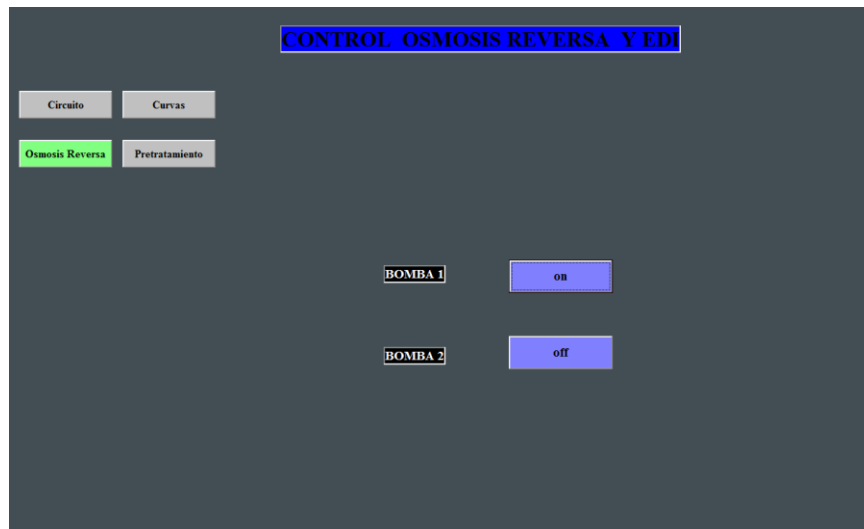 CONTROL OSMOSIS REVERSA Y EDI
Circuito Curvas
Osmosis Reversa Pretratamiento
BOMBA 1 on
BOMBA 2 off